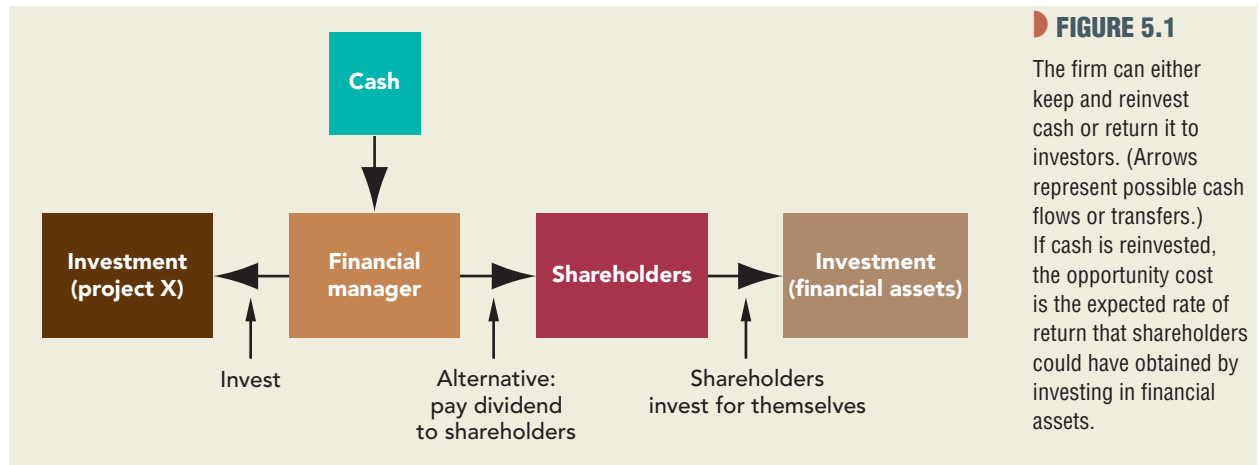 Cash
Investment
(project X)
Financial
manager
Shareholders
Investment
(financial assets)
Invest
Alternative:
pay dividend
to shareholders
Shareholders
invest for themselves
FIGURE 5.1
The firm can either
keep and reinvest
cash or return it to
investors. (Arrows
represent possible cash
flows or transfers.)
If cash is reinvested,
the opportunity cost
is the expected rate of
return that shareholders
could have obtained by
investing in financial
assets.